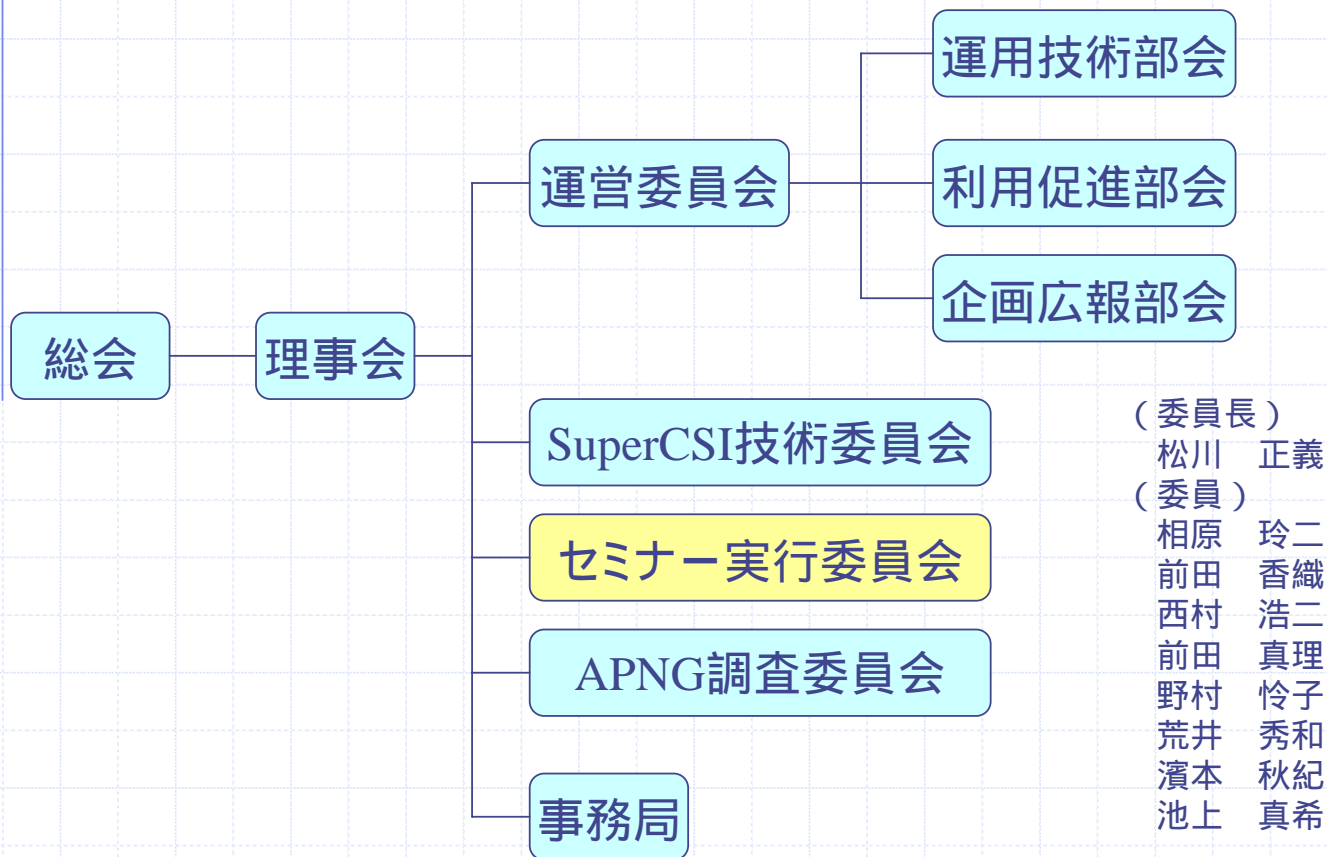 運用技術部会
運営委員会
利用促進部会
企画広報部会
総会
理事会
SuperCSI技術委員会
セミナー実行委員会
APNG調査委員会
事務局
（委員長）
松川　正義
（委員）
相原　玲二
前田　香織
西村　浩二
前田　真理
野村　怜子
荒井　秀和
濱本　秋紀
池上　真希